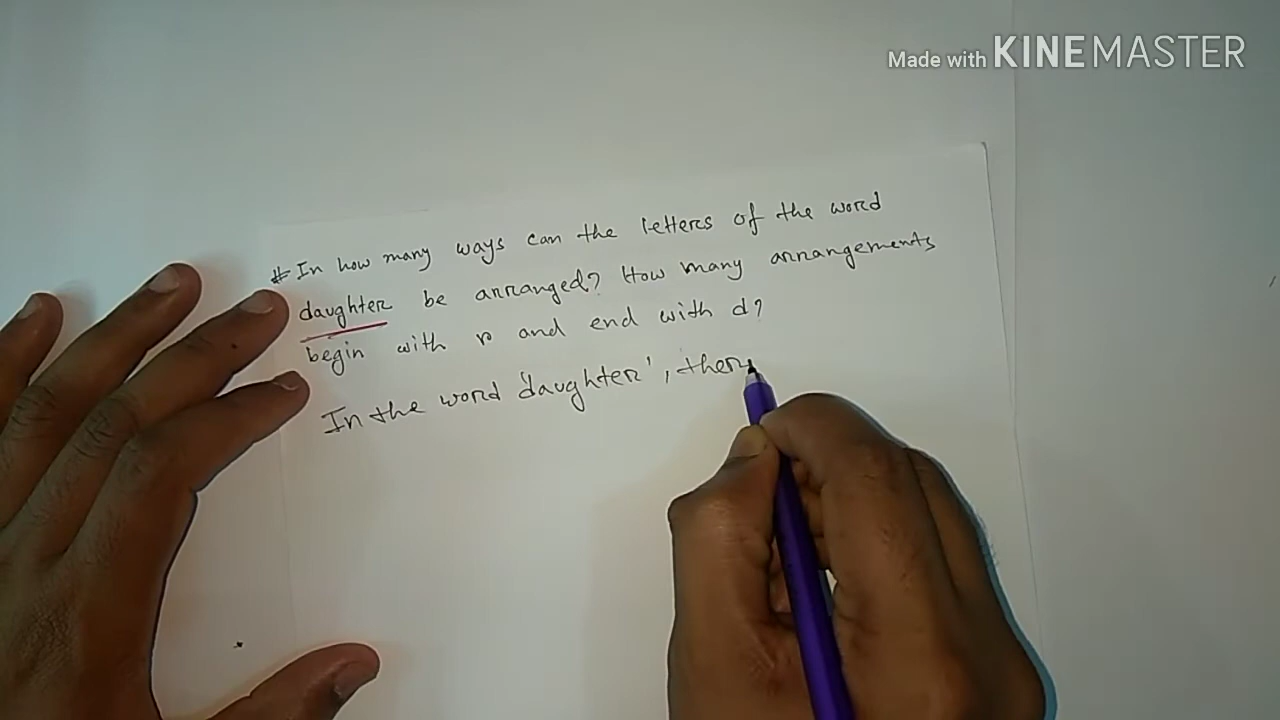 Made with KINEMASTER
# In how many ways can the letters of the word
daughter be arranged? How many arrangements
begin with r and end with d?
In the word 'daughter', ther